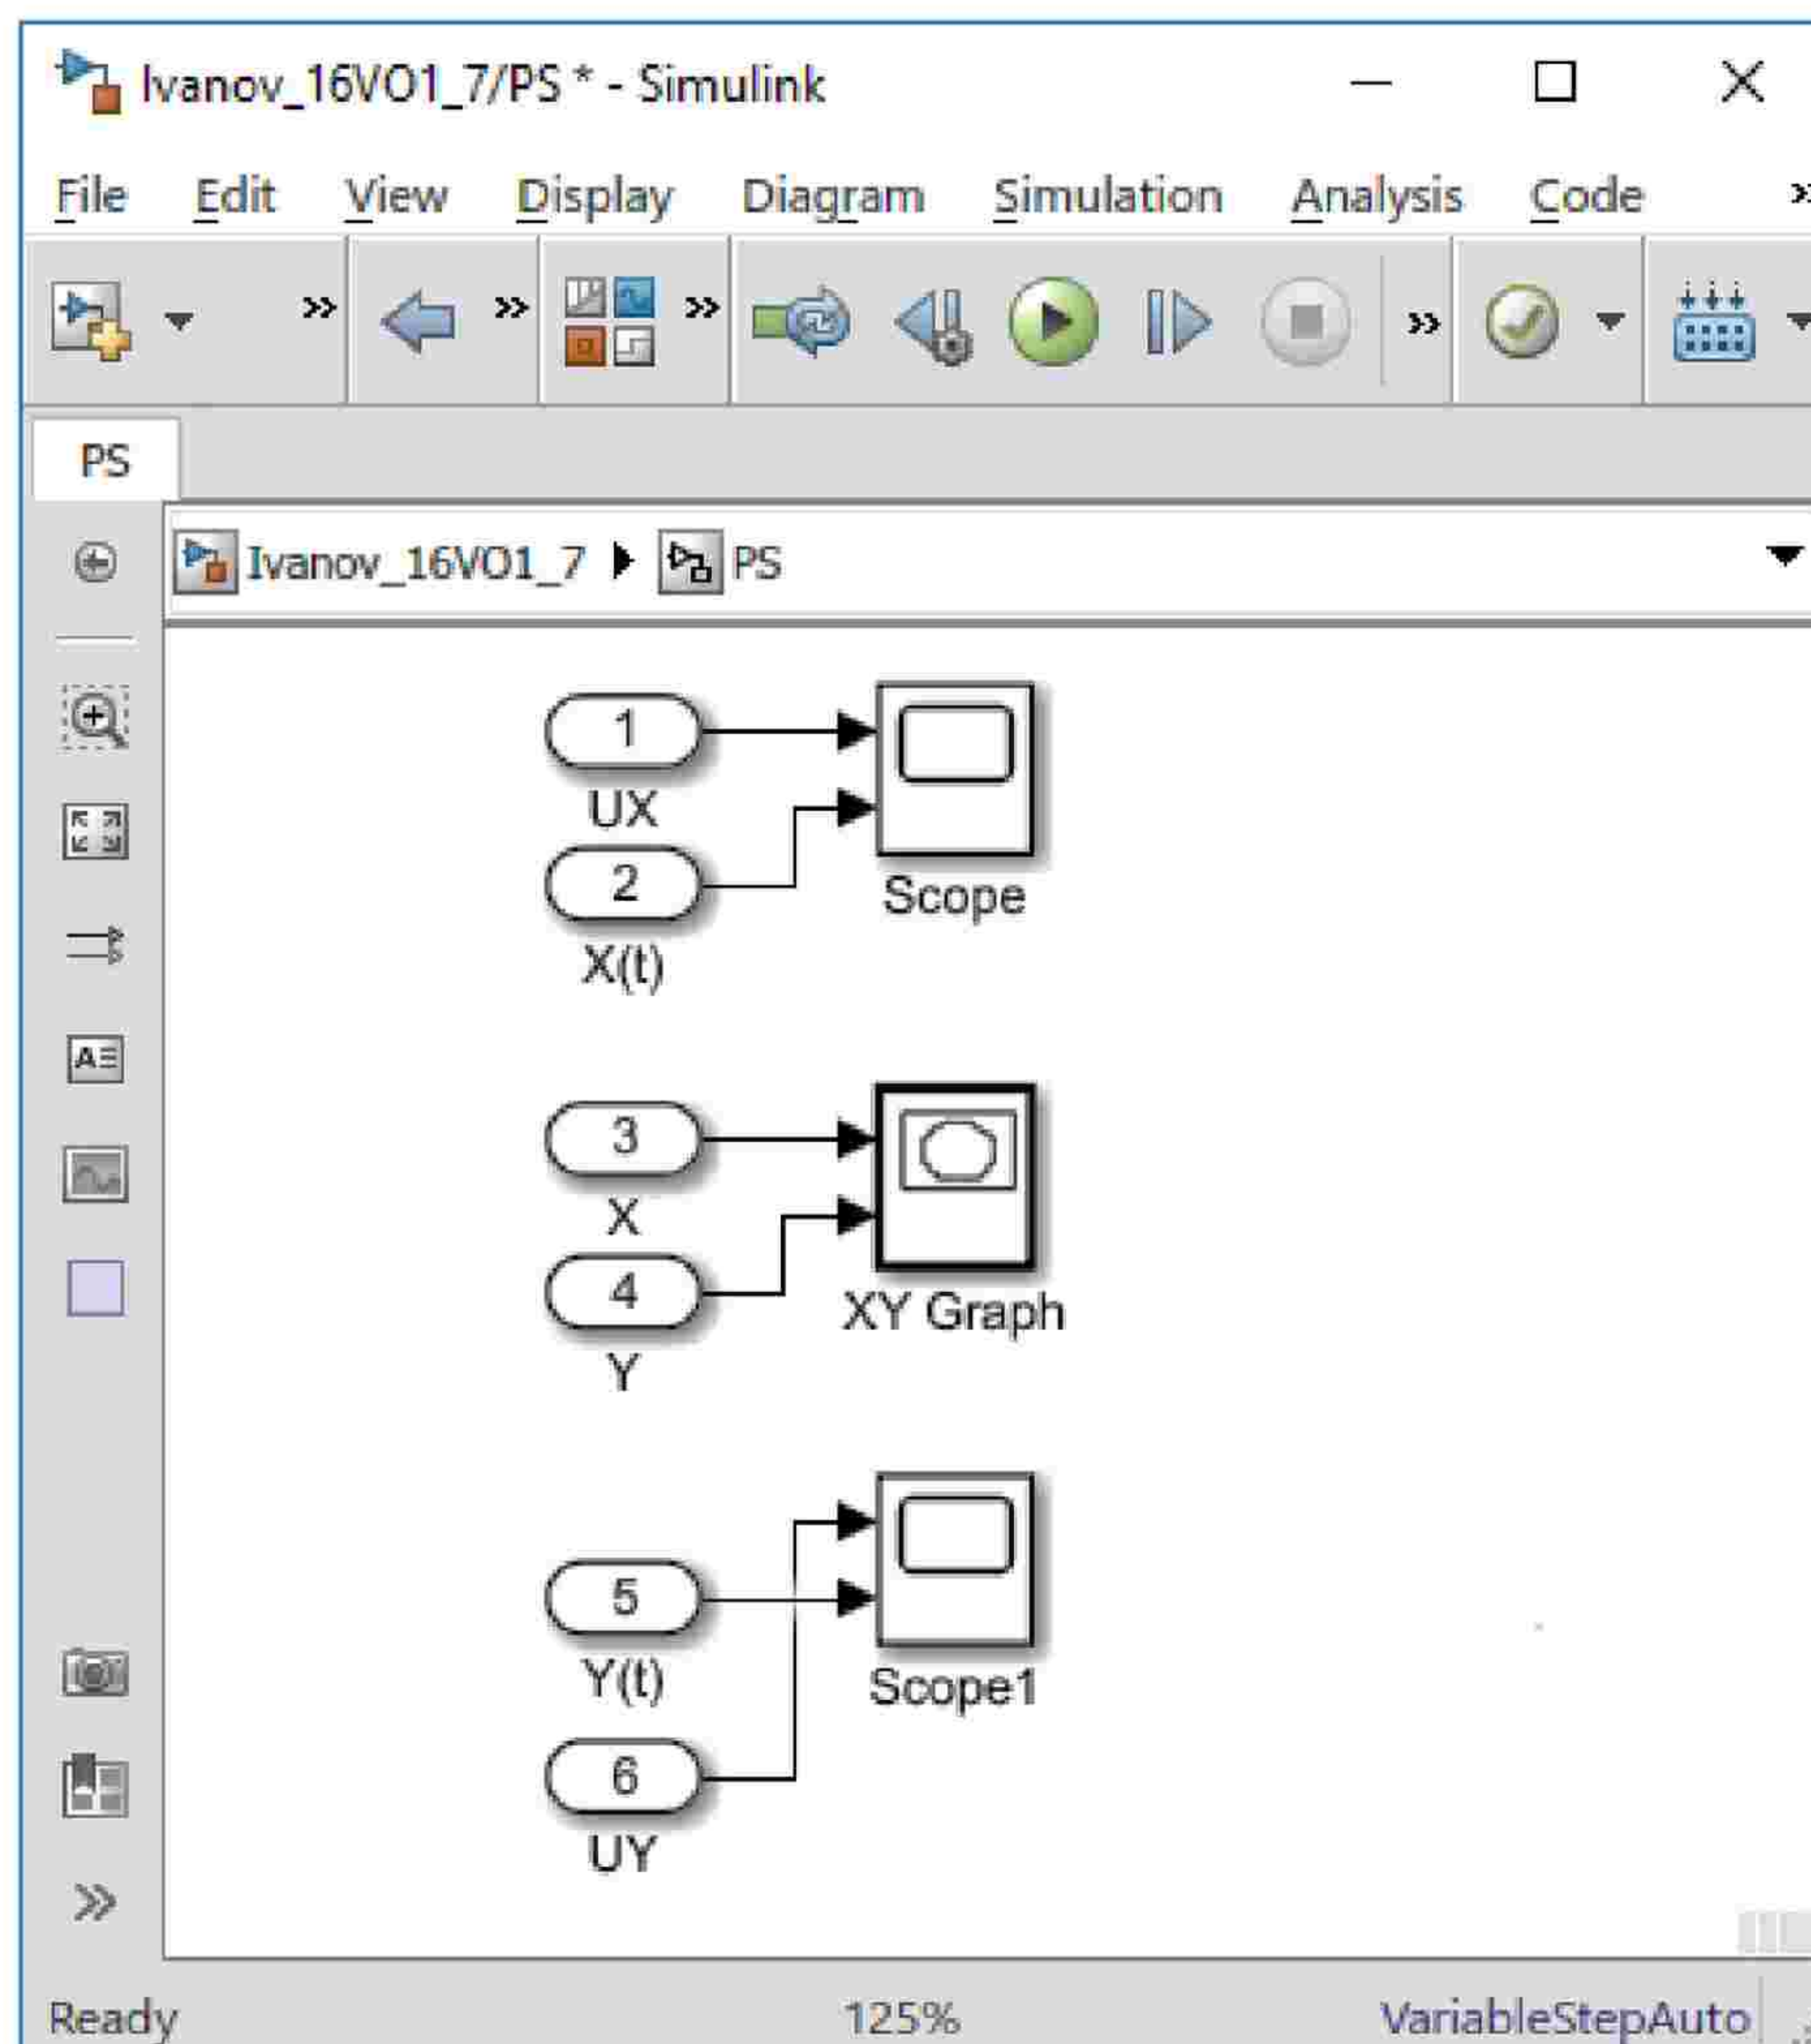 Ivanov_16VO1_7/PS * - Simulink
File Edit View Display Diagram Simulation Analysis Code »
PS
Ivanov_16VO1_7 PS
1
UX
2
X(t)
Scope
3
X
4
Y
XY Graph
5
Y(t)
6
UY
Scope1
Ready 125% VariableStepAuto